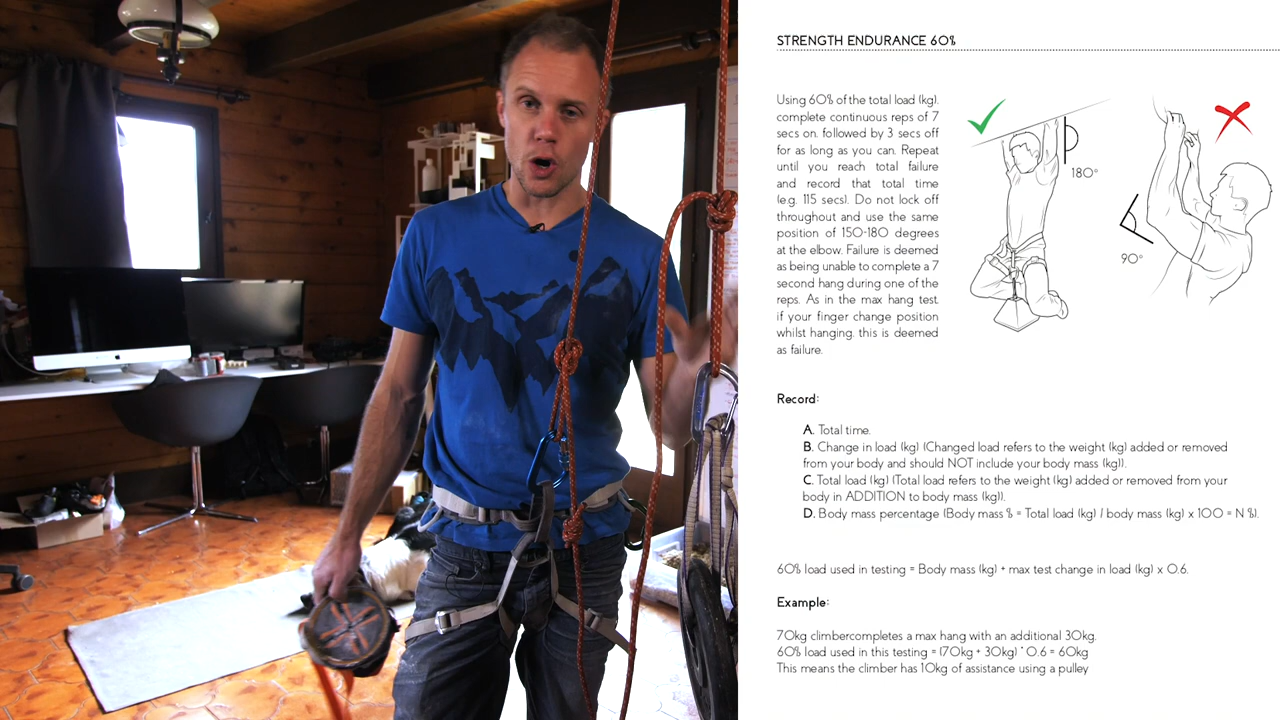 STRENGTH ENDURANCE 60%
Using 60% of the total load (kg),
complete continuous reps of 7
secs on, followed by 3 secs off
for as long as you can. Repeat
until you reach total failure
and record that total time
(e.g. 115 secs). Do not lock off
throughout and use the same
position of 150-180 degrees
at the elbow. Failure is deemed
as being unable to complete a 7
second hang during one of the
reps. As in the max hang test,
if your finger change position
whilst hanging, this is deemed
as failure.
180°
90°
Record:
A. Total time.
B. Change in load (kg) (Changed load refers to the weight (kg) added or removed
from your body and should NOT include your body mass (kg)).
C. Total load (kg) (Total load refers to the weight (kg) added or removed from your
body in ADDITION to body mass (kg)).
D. Body mass percentage (Body mass % = Total load (kg) / body mass (kg) x 100 = N %).
60% load used in testing = Body mass (kg) + max test change in load (kg) x 0.6.
Example:
70kg climbercompletes a max hang with an additional 30kg.
60% load used in this testing = (70kg + 30kg) * 0.6 = 60kg
This means the climber has 10kg of assistance using a pulley